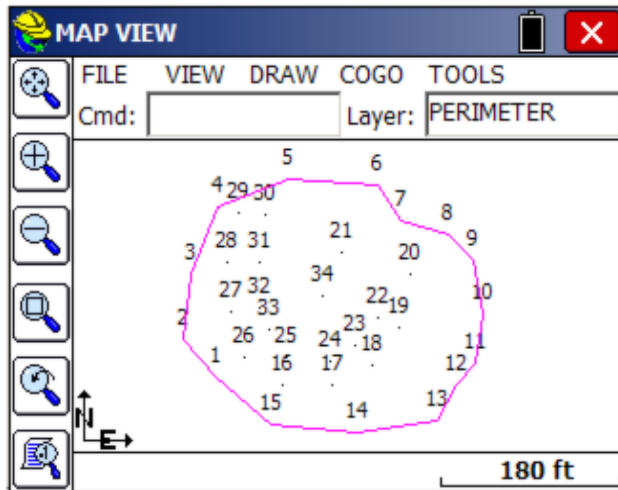 MAP VIEW
FILE VIEW DRAW COGO TOOLS
Cmd: Layer: PERIMETER
5 6
4 29 30 7
8
28 31 21 9
3 20
34
27 32 22 19 10
2 33
26 25 24 23 18 11
1 16 17 12
15 14 13
N
E
180 ft